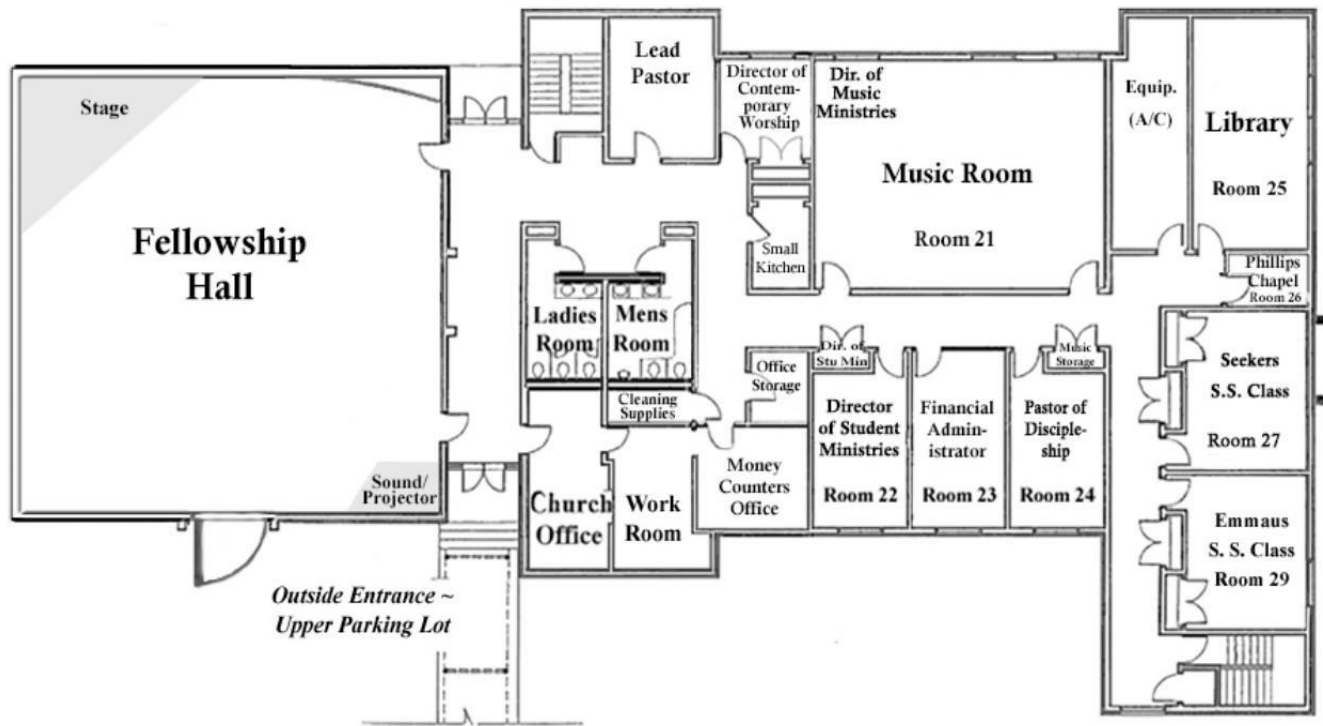 Stage
Fellowship
Hall
Sound/
Projector
Outside Entrance ~
Upper Parking Lot
Lead
Pastor
Director of
Contem-
porary
Worship
Small
Kitchen
Ladies
Room
Mens
Room
Cleaning
Supplies
Church
Office
Work
Room
Office
Storage
Money
Counters
Office
Dir. of
Music
Ministries
Music Room
Room 21
Dir. of
Stu Min
Director
of Student
Ministries
Room 22
Financial
Admin-
istrator
Room 23
Music
Storage
Pastor of
Disciple-
ship
Room 24
Equip.
(A/C)
Library
Room 25
Phillips
Chapel
Room 26
Seekers
S.S. Class
Room 27
Emmaus
S. S. Class
Room 29